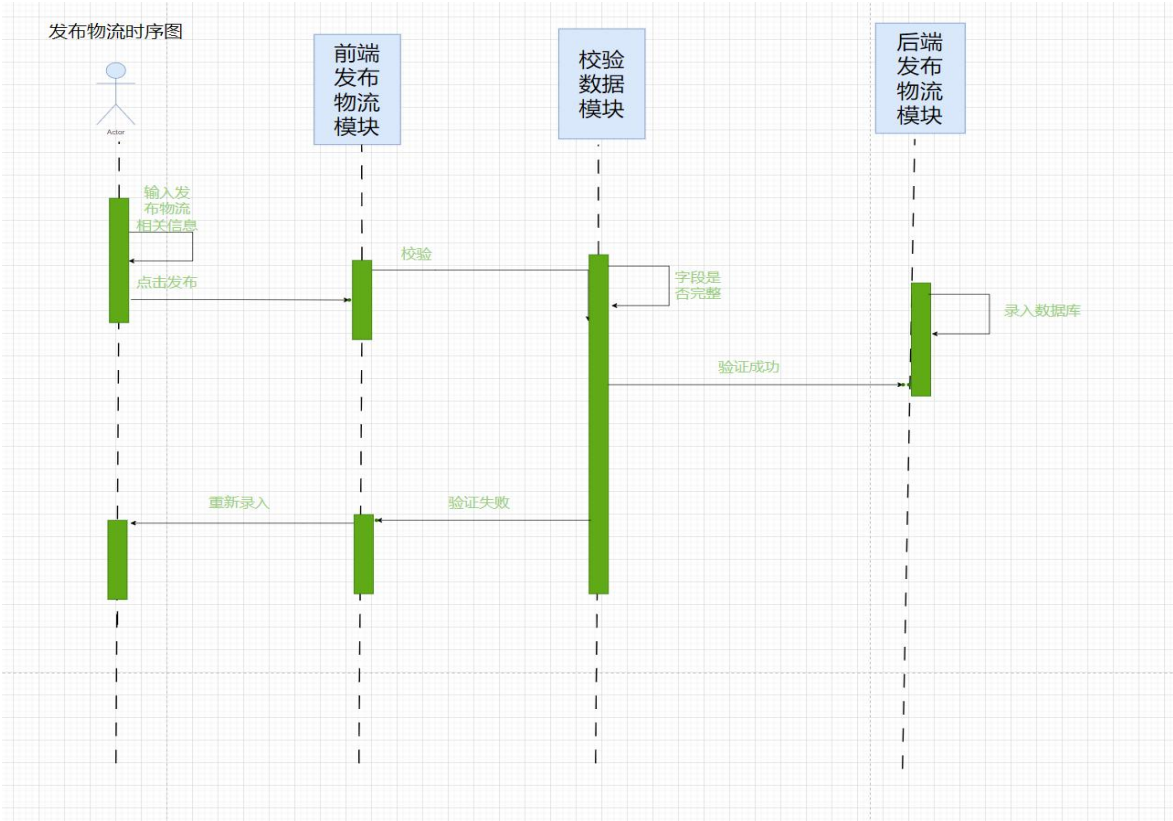 发布物流时序图
前端
发布
物流
模块
校验
数据
模块
后端
发布
物流
模块
Actor
输入发
布物流
相关信息
点击发布
校验
字段是
否完整
录入数据库
验证成功
重新录入
验证失败